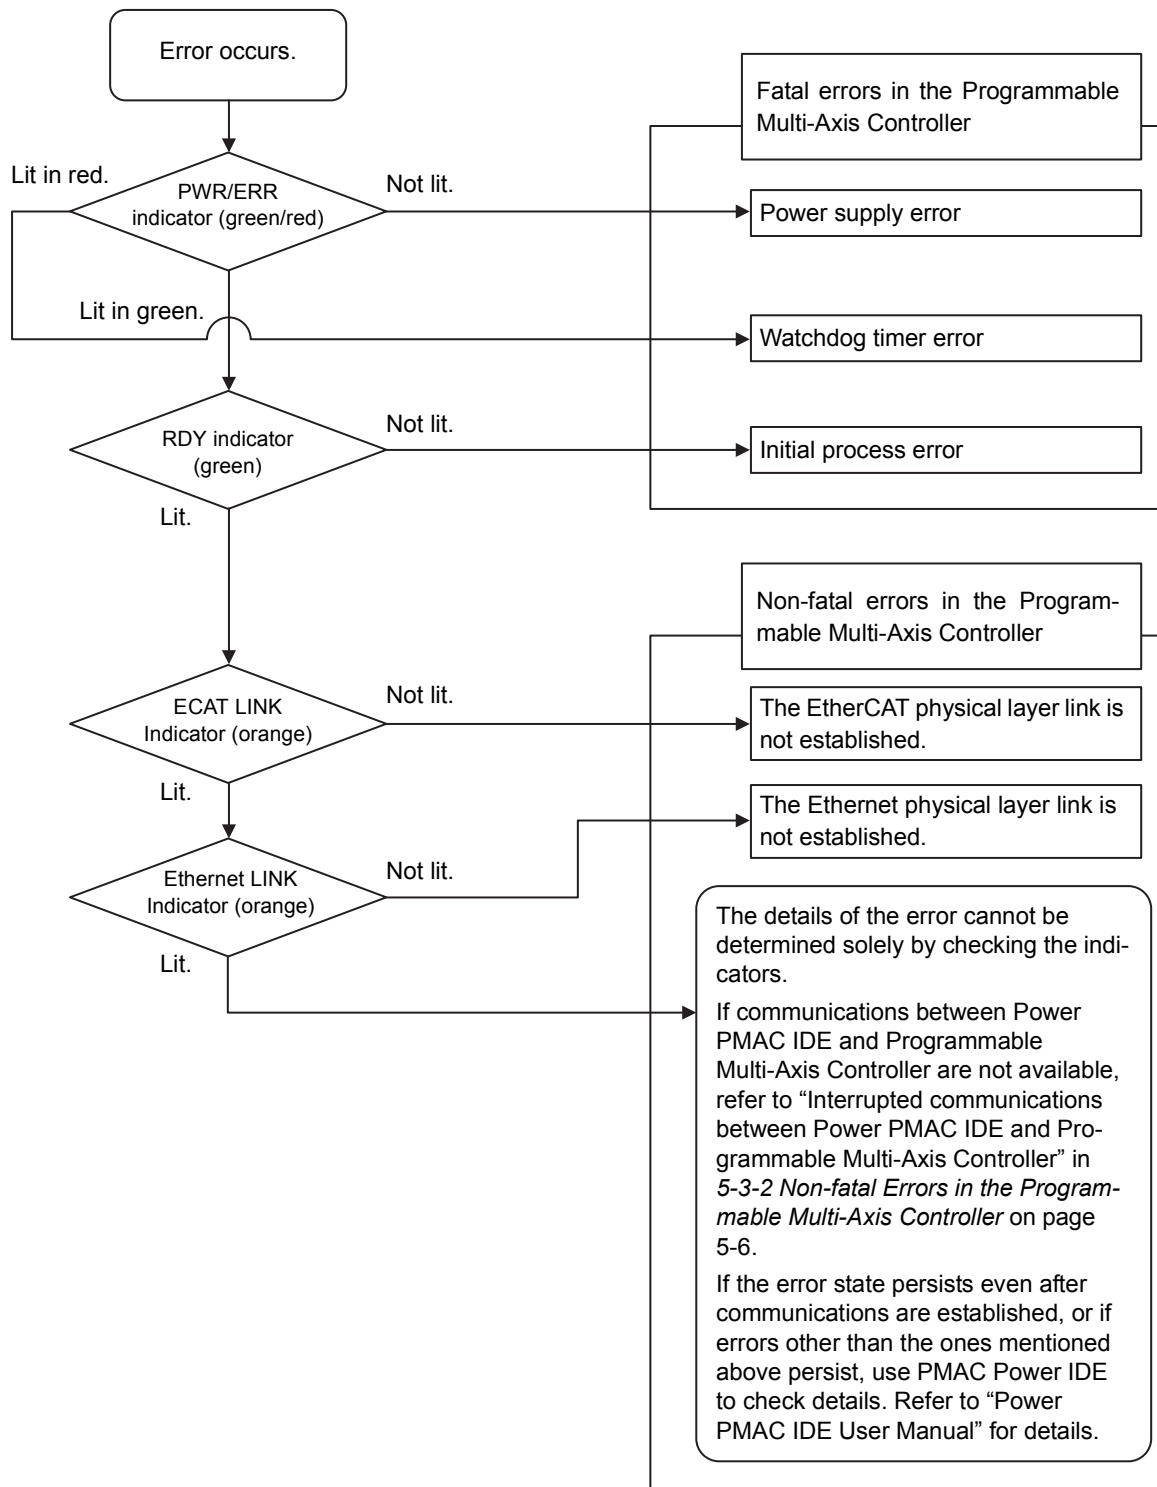 Error occurs.
Fatal errors in the Programmable
Multi-Axis Controller
Lit in red.
PWR/ERR
indicator (green/red)
Not lit.
Power supply error
Lit in green.
Watchdog timer error
RDY indicator
(green)
Not lit.
Initial process error
Lit.
Non-fatal errors in the Program-
mable Multi-Axis Controller
ECAT LINK
Indicator (orange)
Not lit.
The EtherCAT physical layer link is
not established.
Lit.
The Ethernet physical layer link is
not established.
Ethernet LINK
Indicator (orange)
Not lit.
Lit.
The details of the error cannot be
determined solely by checking the indi-
cators.
If communications between Power
PMAC IDE and Programmable
Multi-Axis Controller are not available,
refer to “Interrupted communications
between Power PMAC IDE and Pro-
grammable Multi-Axis Controller” in
5-3-2 Non-fatal Errors in the Program-
mable Multi-Axis Controller on page
5-6.
If the error state persists even after
communications are established, or if
errors other than the ones mentioned
above persist, use PMAC Power IDE
to check details. Refer to “Power
PMAC IDE User Manual” for details.